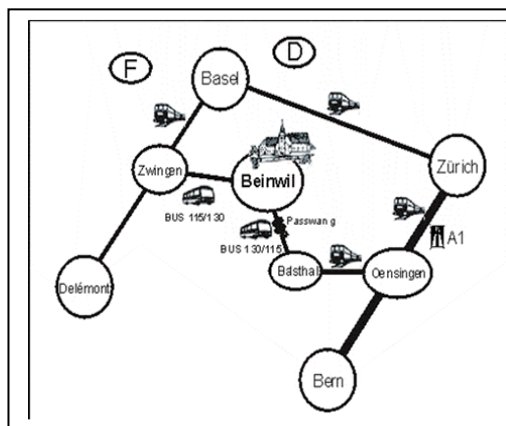 F
D
Basel
Zürich
Zwingen
Beinwil
BUS 115/130
Passwang
BUS 130/115
A1
Balsthal
Oensingen
Delémont
Bern